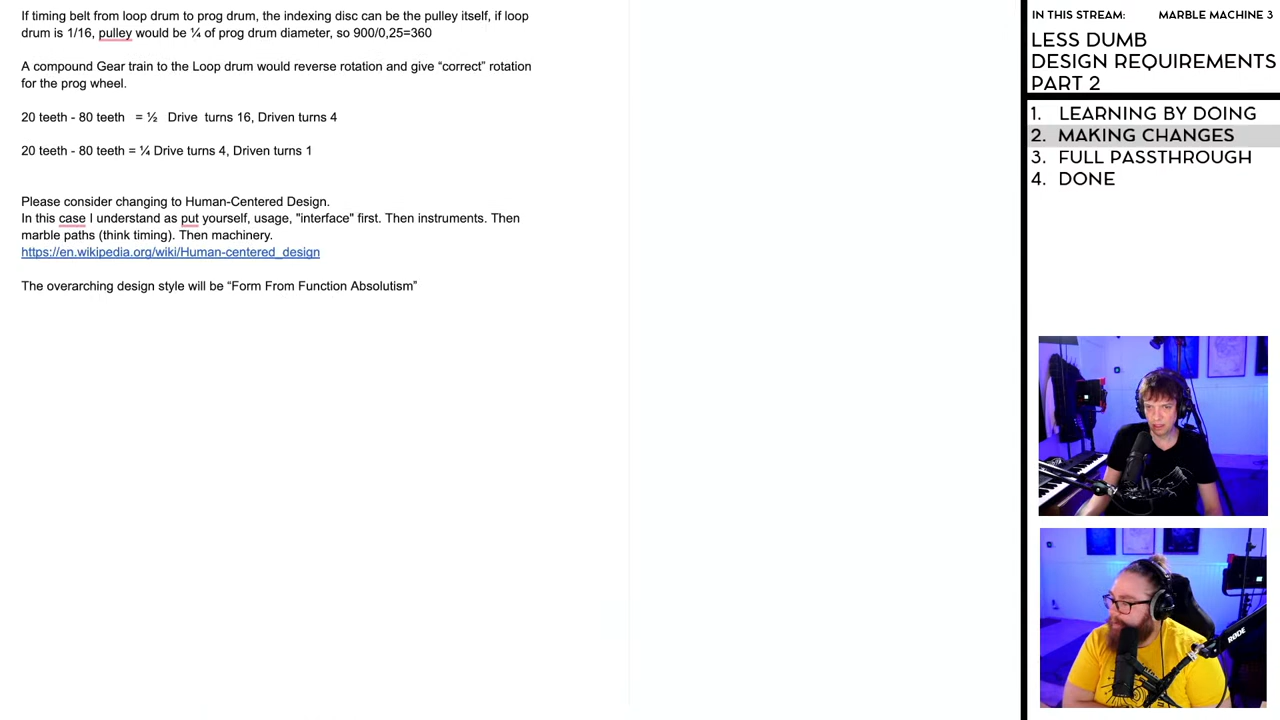 If timing belt from loop drum to prog drum, the indexing disc can be the pulley itself, if loop
drum is 1/16, pulley would be ¼ of prog drum diameter, so 900/0,25=360
A compound Gear train to the Loop drum would reverse rotation and give “correct” rotation
for the prog wheel.
20 teeth - 80 teeth = ½ Drive turns 16, Driven turns 4
20 teeth - 80 teeth = ¼ Drive turns 4, Driven turns 1
Please consider changing to Human-Centered Design.
In this case I understand as put yourself, usage, "interface" first. Then instruments. Then
marble paths (think timing). Then machinery.
https://en.wikipedia.org/wiki/Human-centered_design
The overarching design style will be “Form From Function Absolutism”
IN THIS STREAM: MARBLE MACHINE 3
LESS DUMB
DESIGN REQUIREMENTS
PART 2
1. LEARNING BY DOING
2. MAKING CHANGES
3. FULL PASSTHROUGH
4. DONE
RØDE